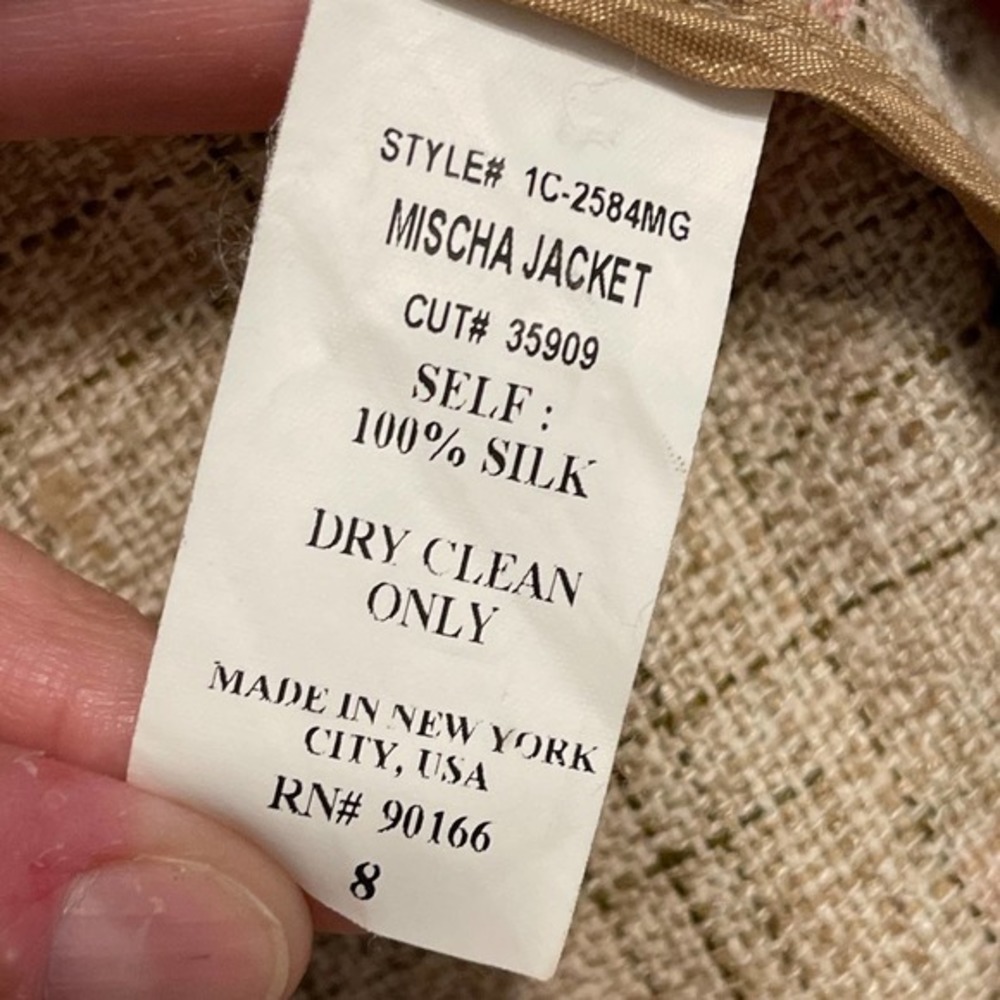 STYLE# 1C-2584MG
MISCHA JACKET
CUT# 35909
SELF :
100% SILK
DRY CLEAN
ONLY
MADE IN NEW YORK
CITY, USA
RN# 90166
8